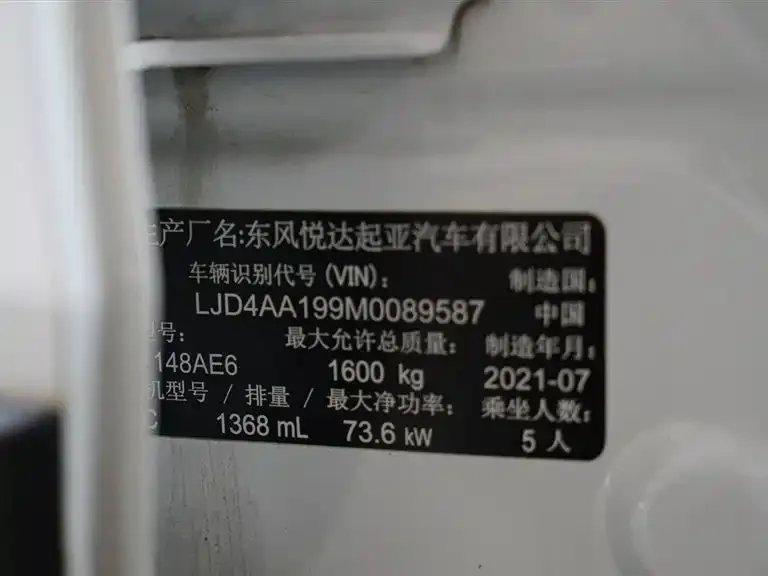 生产厂名:东风悦达起亚汽车有限公司
车辆识别代号 (VIN): 制造国:
LJD4AA199M0089587 中国
型号: 最大允许总质量: 制造年月:
148AE6 1600 kg 2021-07
机型号 / 排量 / 最大净功率: 乘坐人数:
C 1368 mL 73.6 kW 5 人